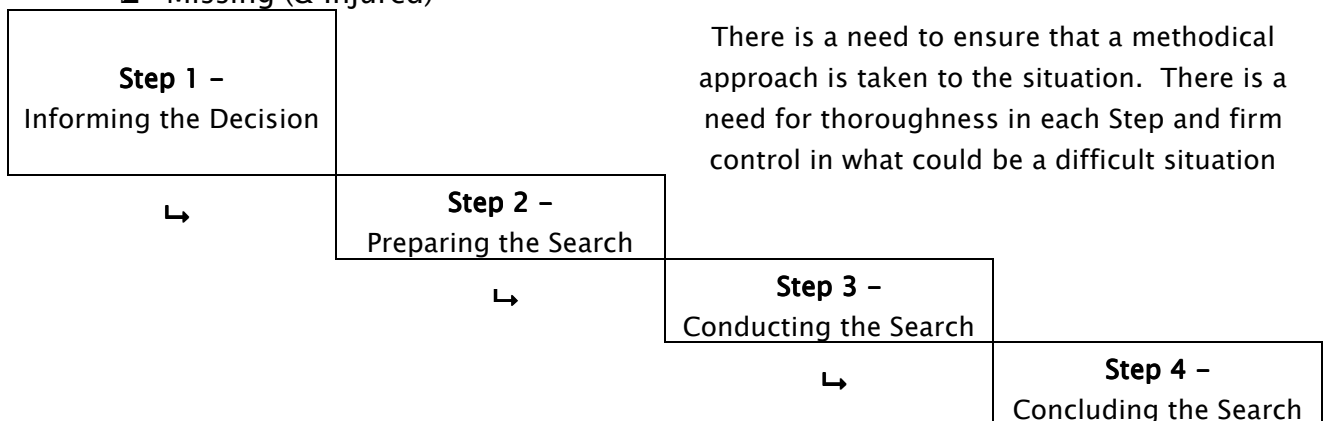 Missing (& Injured)
There is a need to ensure that a methodical
approach is taken to the situation. There is a
need for thoroughness in each Step and firm
control in what could be a difficult situation
Step 1 –
Informing the Decision
Step 2 –
Preparing the Search
Step 3 –
Conducting the Search
Step 4 –
Concluding the Search